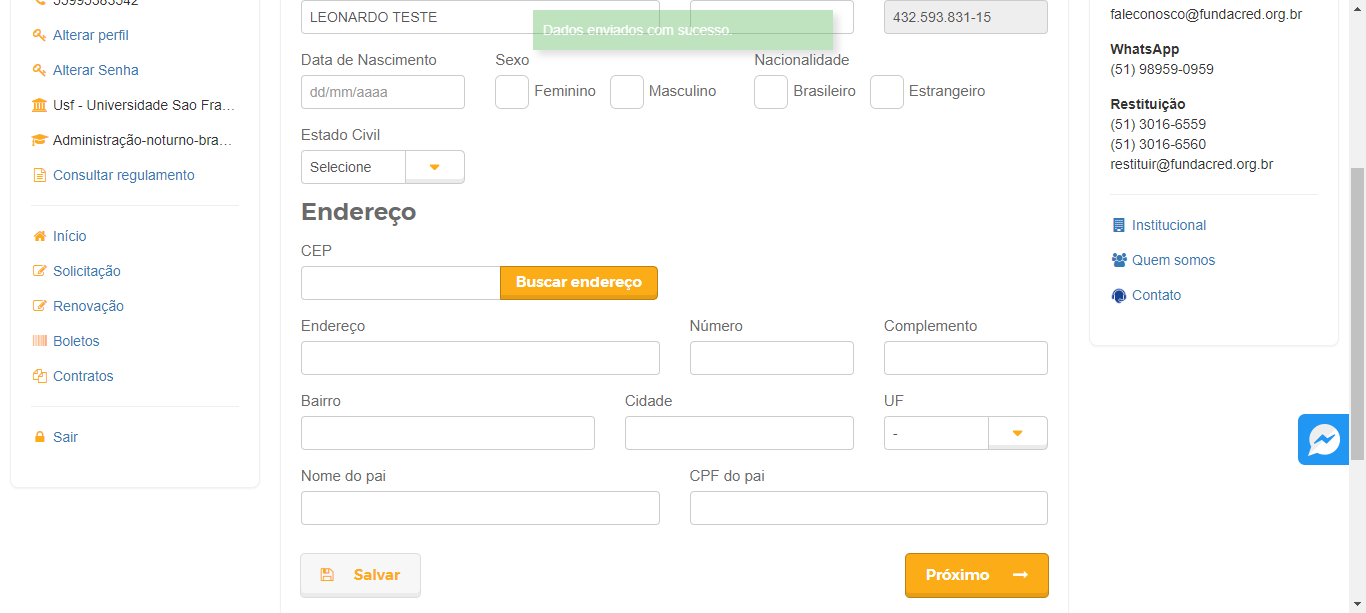 55995585542
Alterar perfil
Alterar Senha
Usf - Universidade Sao Fra...
Administração-noturno-bra...
Consultar regulamento
Início
Solicitação
Renovação
Boletos
Contratos
Sair
LEONARDO TESTE
432.593.831-15
Dados enviados com sucesso.
Data de Nascimento
Sexo
Nacionalidade
dd/mm/aaaa
Feminino
Masculino
Brasileiro
Estrangeiro
Estado Civil
Selecione
Endereço
CEP
Buscar endereço
Endereço
Número
Complemento
Bairro
Cidade
UF
-
Nome do pai
CPF do pai
Salvar
Próximo
faleconosco@fundacred.org.br
WhatsApp
(51) 98959-0959
Restituição
(51) 3016-6559
(51) 3016-6560
restituir@fundacred.org.br
Institucional
Quem somos
Contato